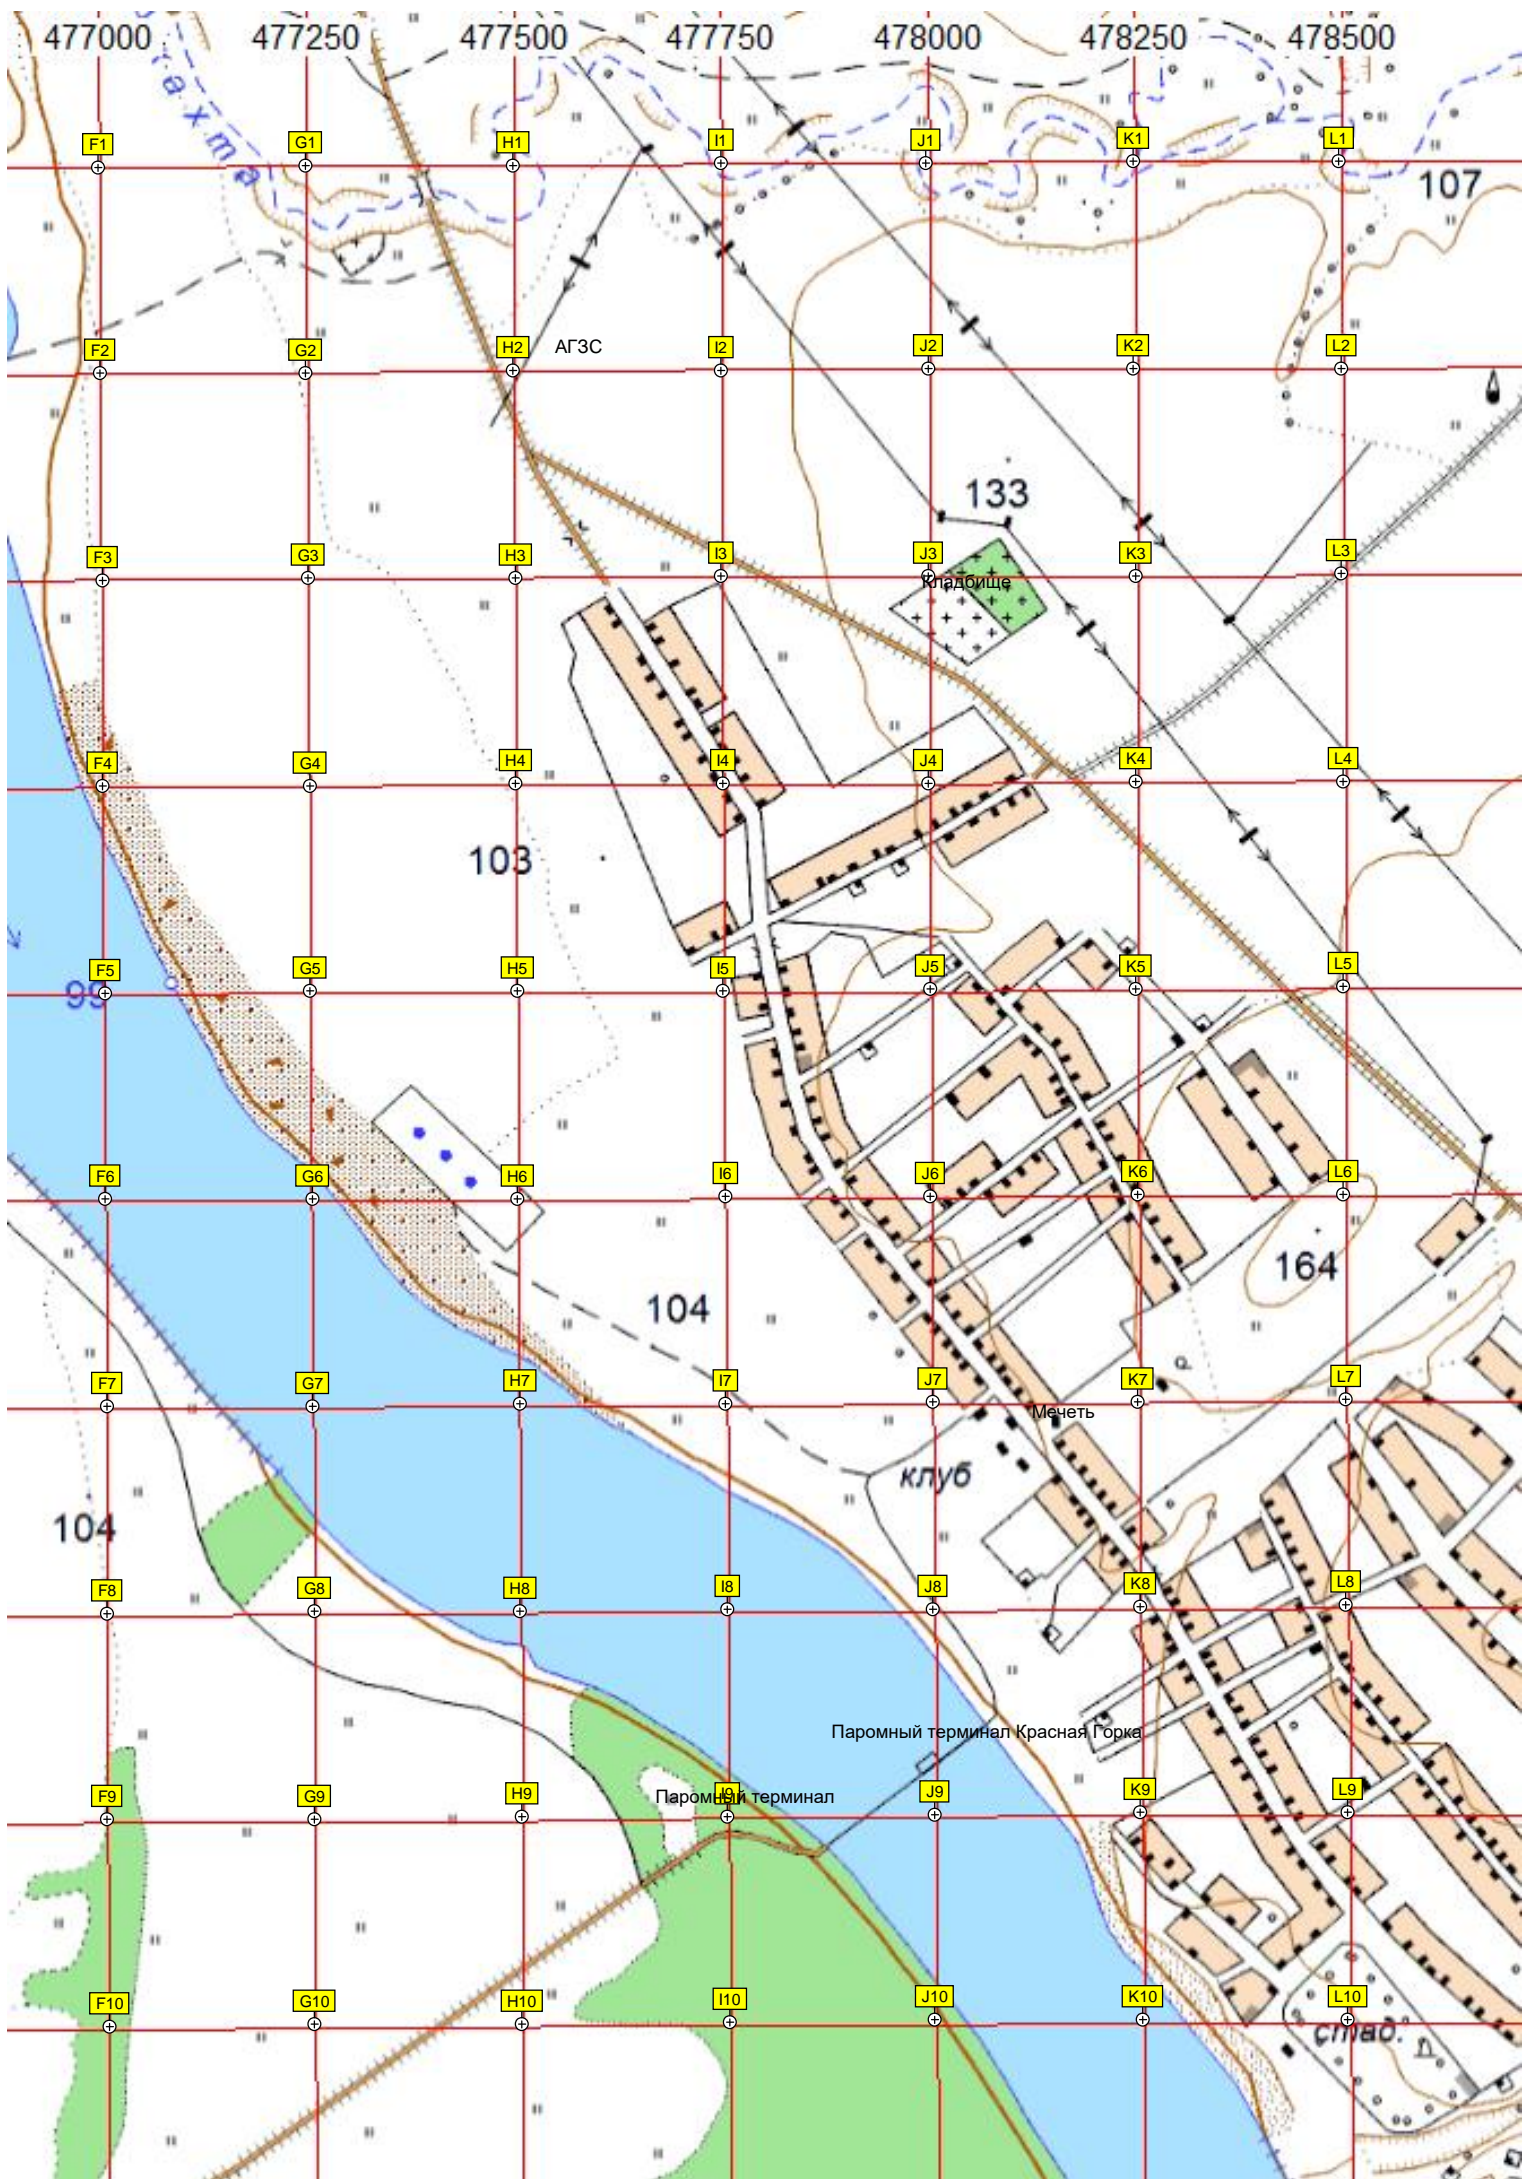 477000 477250 477500 477750 478000 478250 478500
ахта
F1 G1 H1 I1 J1 K1 L1
107
F2 G2 H2 АГЗС I2 J2 K2 L2
133
F3 G3 H3 I3 J3 K3 L3
Кладбище
F4 G4 H4 I4 J4 K4 L4
103
F5 G5 H5 I5 J5 K5 L5
99
F6 G6 H6 I6 J6 K6 L6
164
104
F7 G7 H7 I7 J7 K7 L7
Мечеть
клуб
104
F8 G8 H8 I8 J8 K8 L8
Паромный терминал Красная Горка
Паромный терминал
F9 G9 H9 I9 J9 K9 L9
F10 G10 H10 I10 J10 K10 L10
стад.